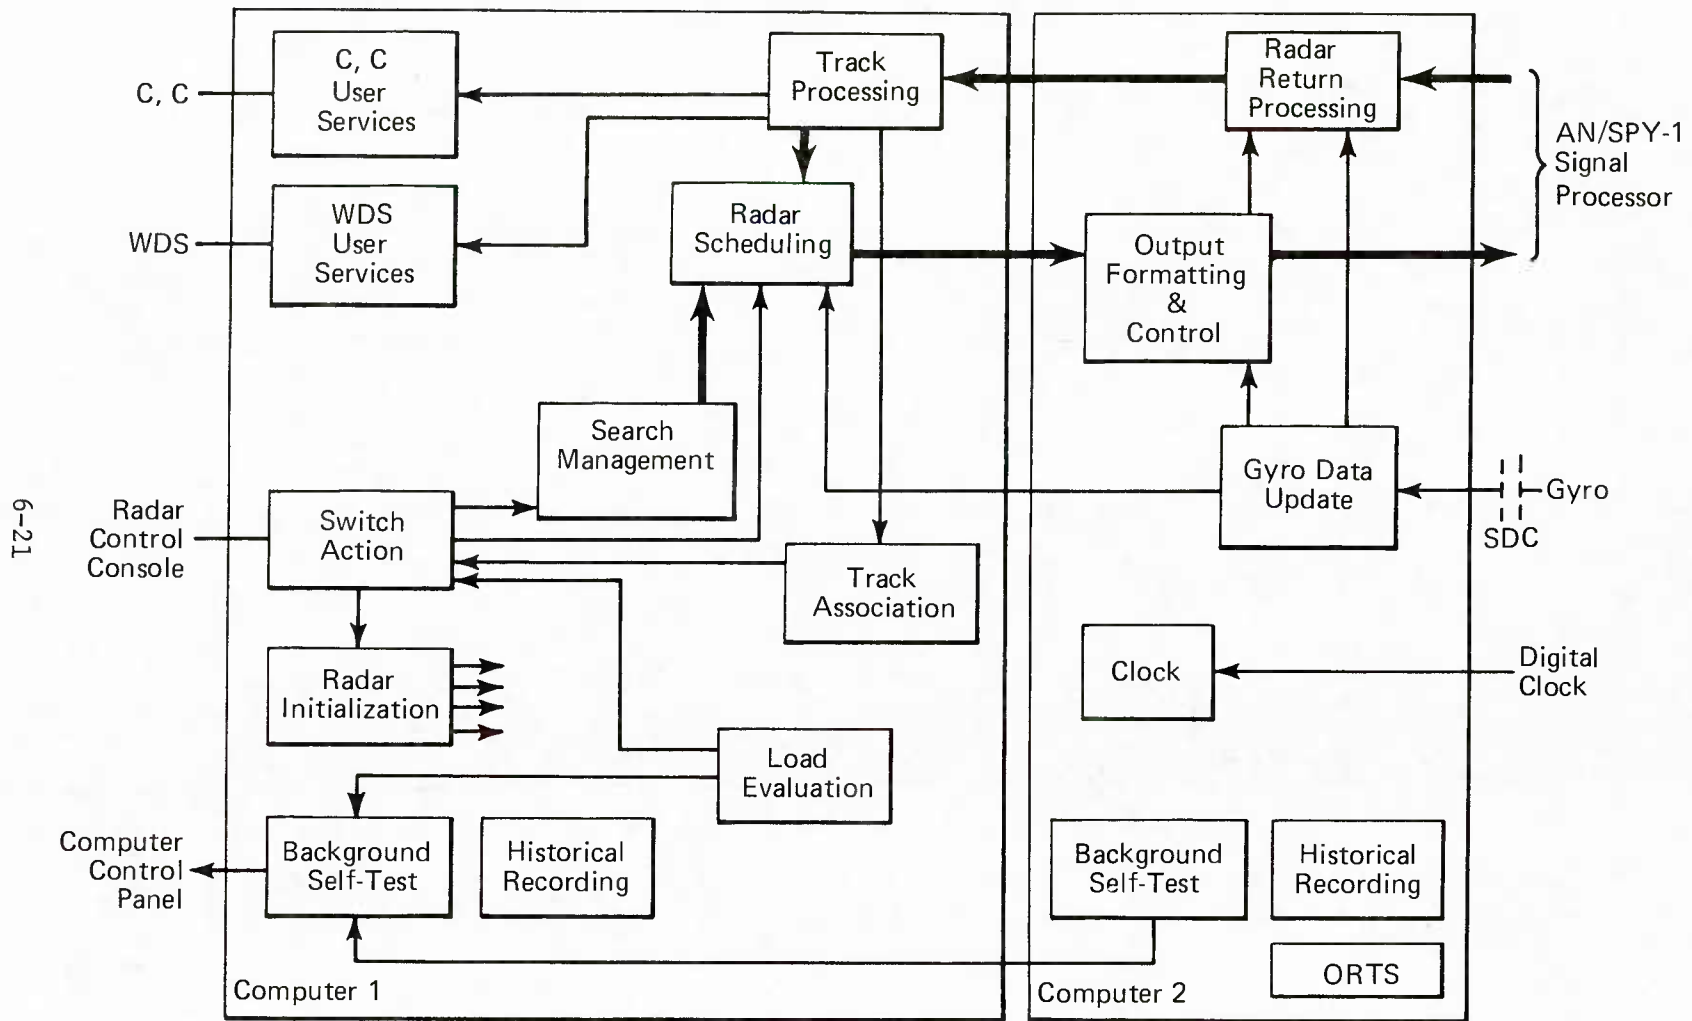 C, C
User
Services
C, C
Track
Processing
Radar
Return
Processing
AN/SPY-1
Signal
Processor
WDS
WDS
User
Services
Radar
Scheduling
Output
Formatting
&
Control
Search
Management
Gyro Data
Update
Gyro
SDC
6-21
Radar
Control
Console
Switch
Action
Track
Association
Radar
Initialization
Clock
Digital
Clock
Load
Evaluation
Computer
Control
Panel
Background
Self-Test
Historical
Recording
Background
Self-Test
Historical
Recording
ORTS
Computer 1
Computer 2